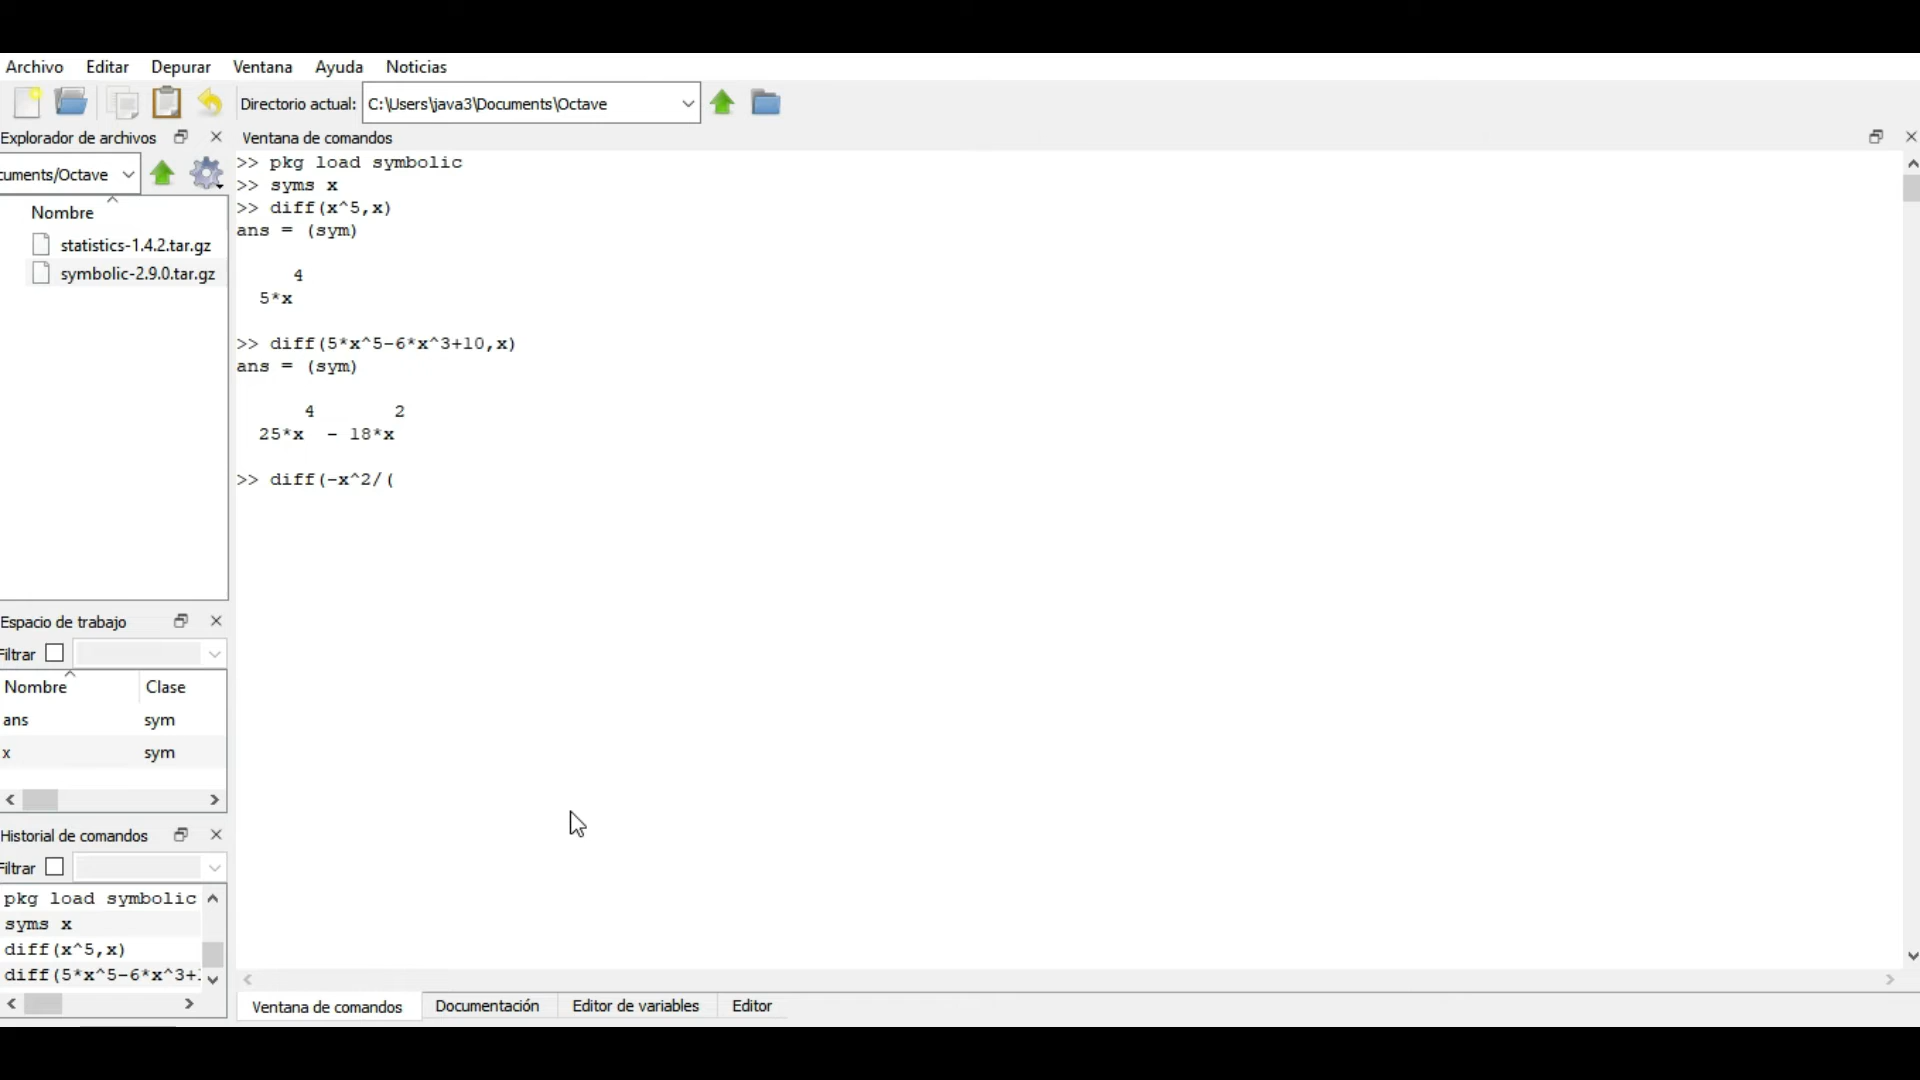 Archivo Editar Depurar Ventana Ayuda Noticias
Directorio actual: C:\Users\java3\Documents\Octave
Explorador de archivos
cuments/Octave
Nombre
statistics-1.4.2.tar.gz
symbolic-2.9.0.tar.gz
Espacio de trabajo
Filtrar
Nombre Clase
ans sym
x sym
Historial de comandos
Filtrar
pkg load symbolic
syms x
diff(x^5,x)
diff(5*x^5-6*x^3+1
Ventana de comandos
>> pkg load symbolic
>> syms x
>> diff(x^5,x)
ans = (sym)
4
5*x
>> diff(5*x^5-6*x^3+10,x)
ans = (sym)
4 2
25*x - 18*x
>> diff(-x^2/(
Ventana de comandos Documentación Editor de variables Editor